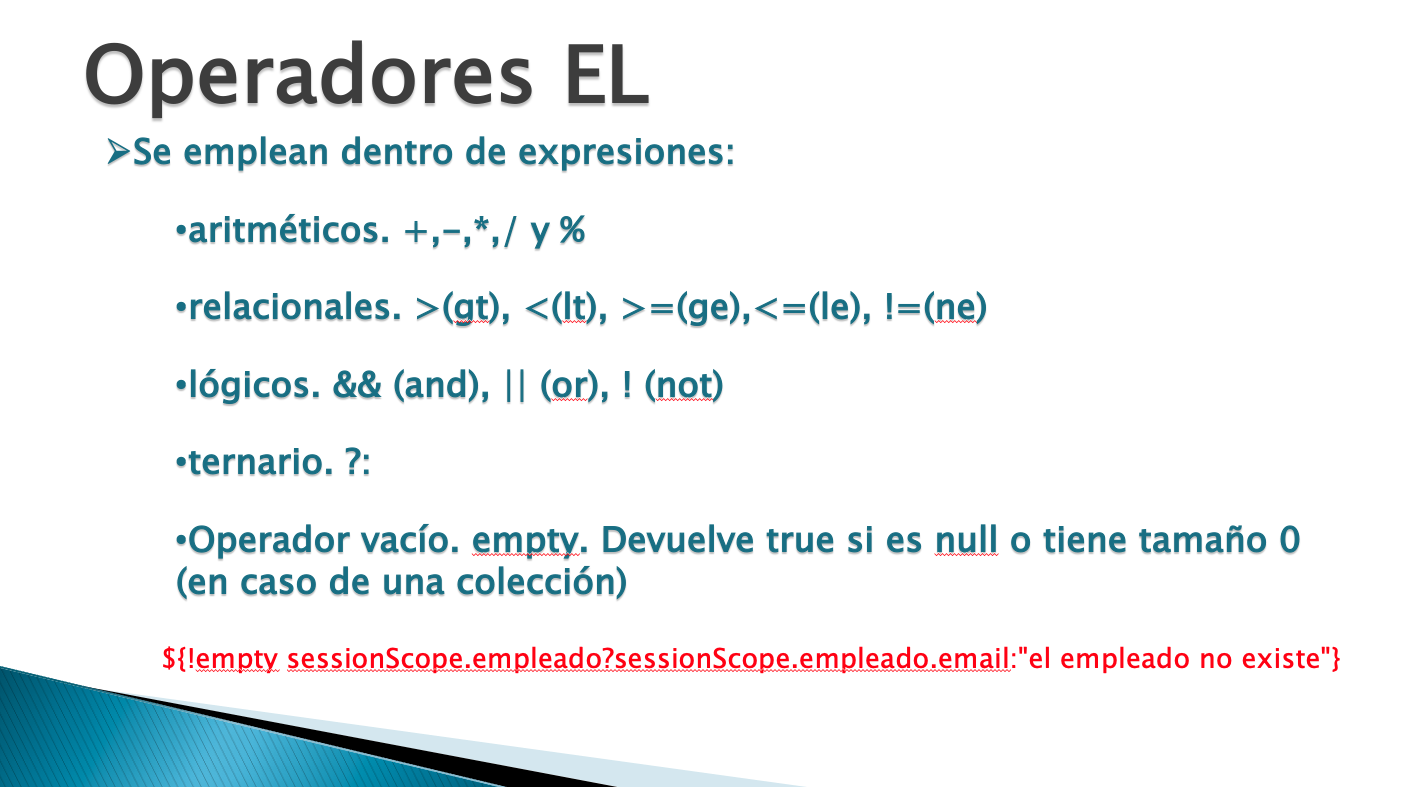 Operadores EL
➢Se emplean dentro de expresiones:
•aritméticos. +,-,*,/ y %
•relacionales. >(gt), <(lt), >=(ge),<=(le), !=(ne)
•lógicos. && (and), || (or), ! (not)
•ternario. ?:
•Operador vacío. empty. Devuelve true si es null o tiene tamaño 0
(en caso de una colección)
${!empty sessionScope.empleado?sessionScope.empleado.email:"el empleado no existe"}